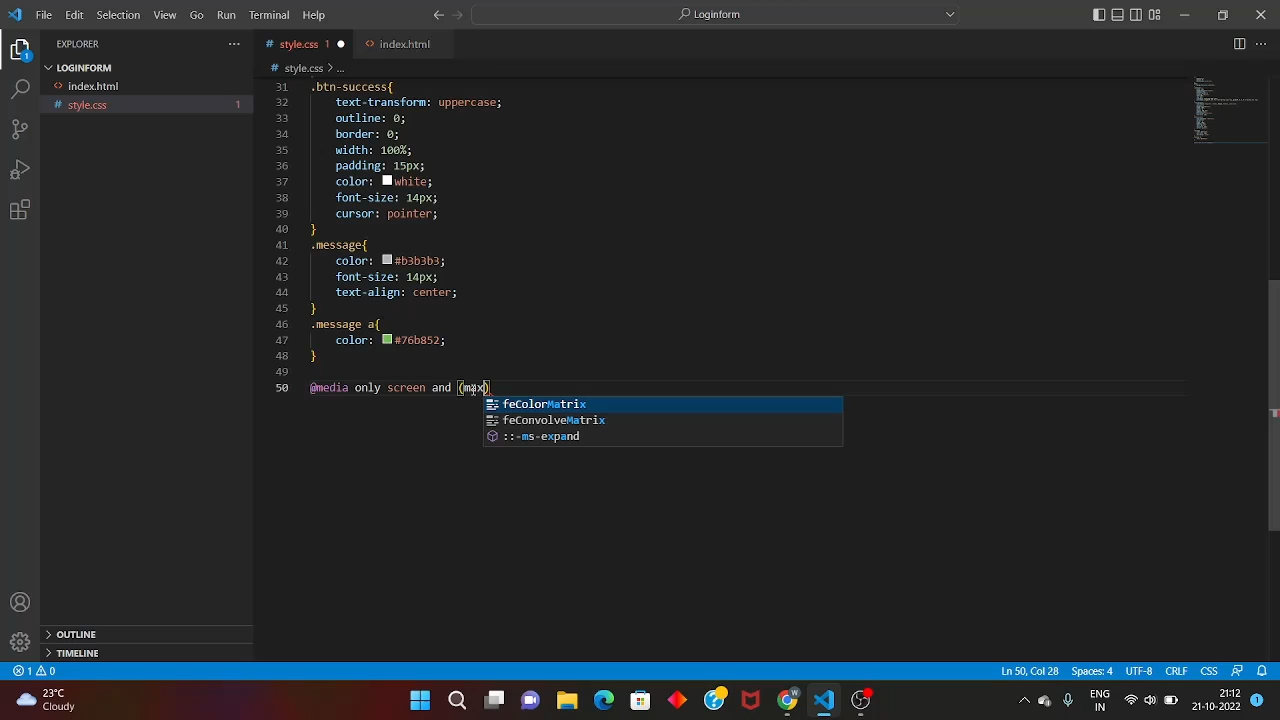 File Edit Selection View Go Run Terminal Help
Loginform
EXPLORER
LOGINFORM
index.html
style.css 1
1
style.css 1
index.html
style.css > ...
31 .btn-success{
32 text-transform: uppercase;
33 outline: 0;
34 border: 0;
35 width: 100%;
36 padding: 15px;
37 color: white;
38 font-size: 14px;
39 cursor: pointer;
40 }
41 .message{
42 color: #b3b3b3;
43 font-size: 14px;
44 text-align: center;
45 }
46 .message a{
47 color: #76b852;
48 }
49
50 @media only screen and (max)
feColorMatrix
feConvolveMatrix
::-ms-expand
OUTLINE
TIMELINE
1 0
Ln 50, Col 28 Spaces: 4 UTF-8 CRLF CSS
23°C
Cloudy
ENG
IN
21:12
21-10-2022
1